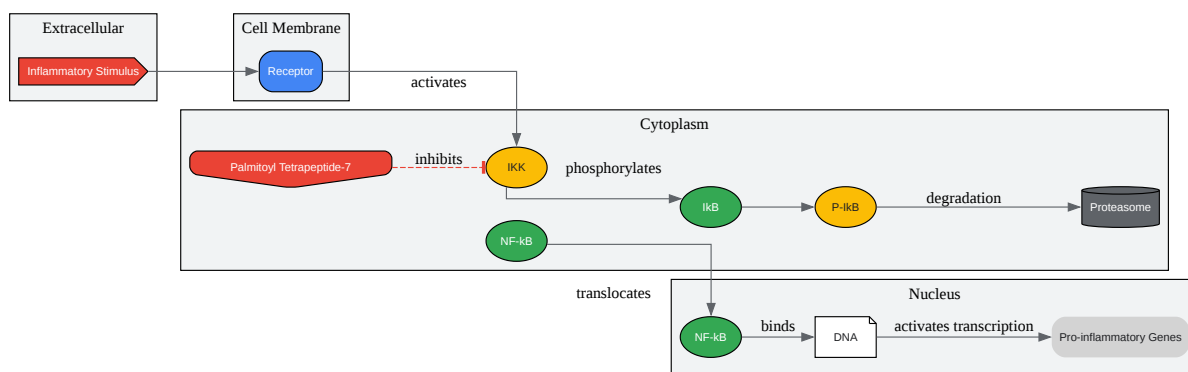 Extracellular
Cell Membrane
Inflammatory Stimulus
Receptor
activates
Cytoplasm
Palmitoyl Tetrapeptide-7
inhibits
IKK
phosphorylates
IkB
P-IkB
degradation
Proteasome
NF-kB
translocates
Nucleus
NF-kB
binds
DNA
activates transcription
Pro-inflammatory Genes